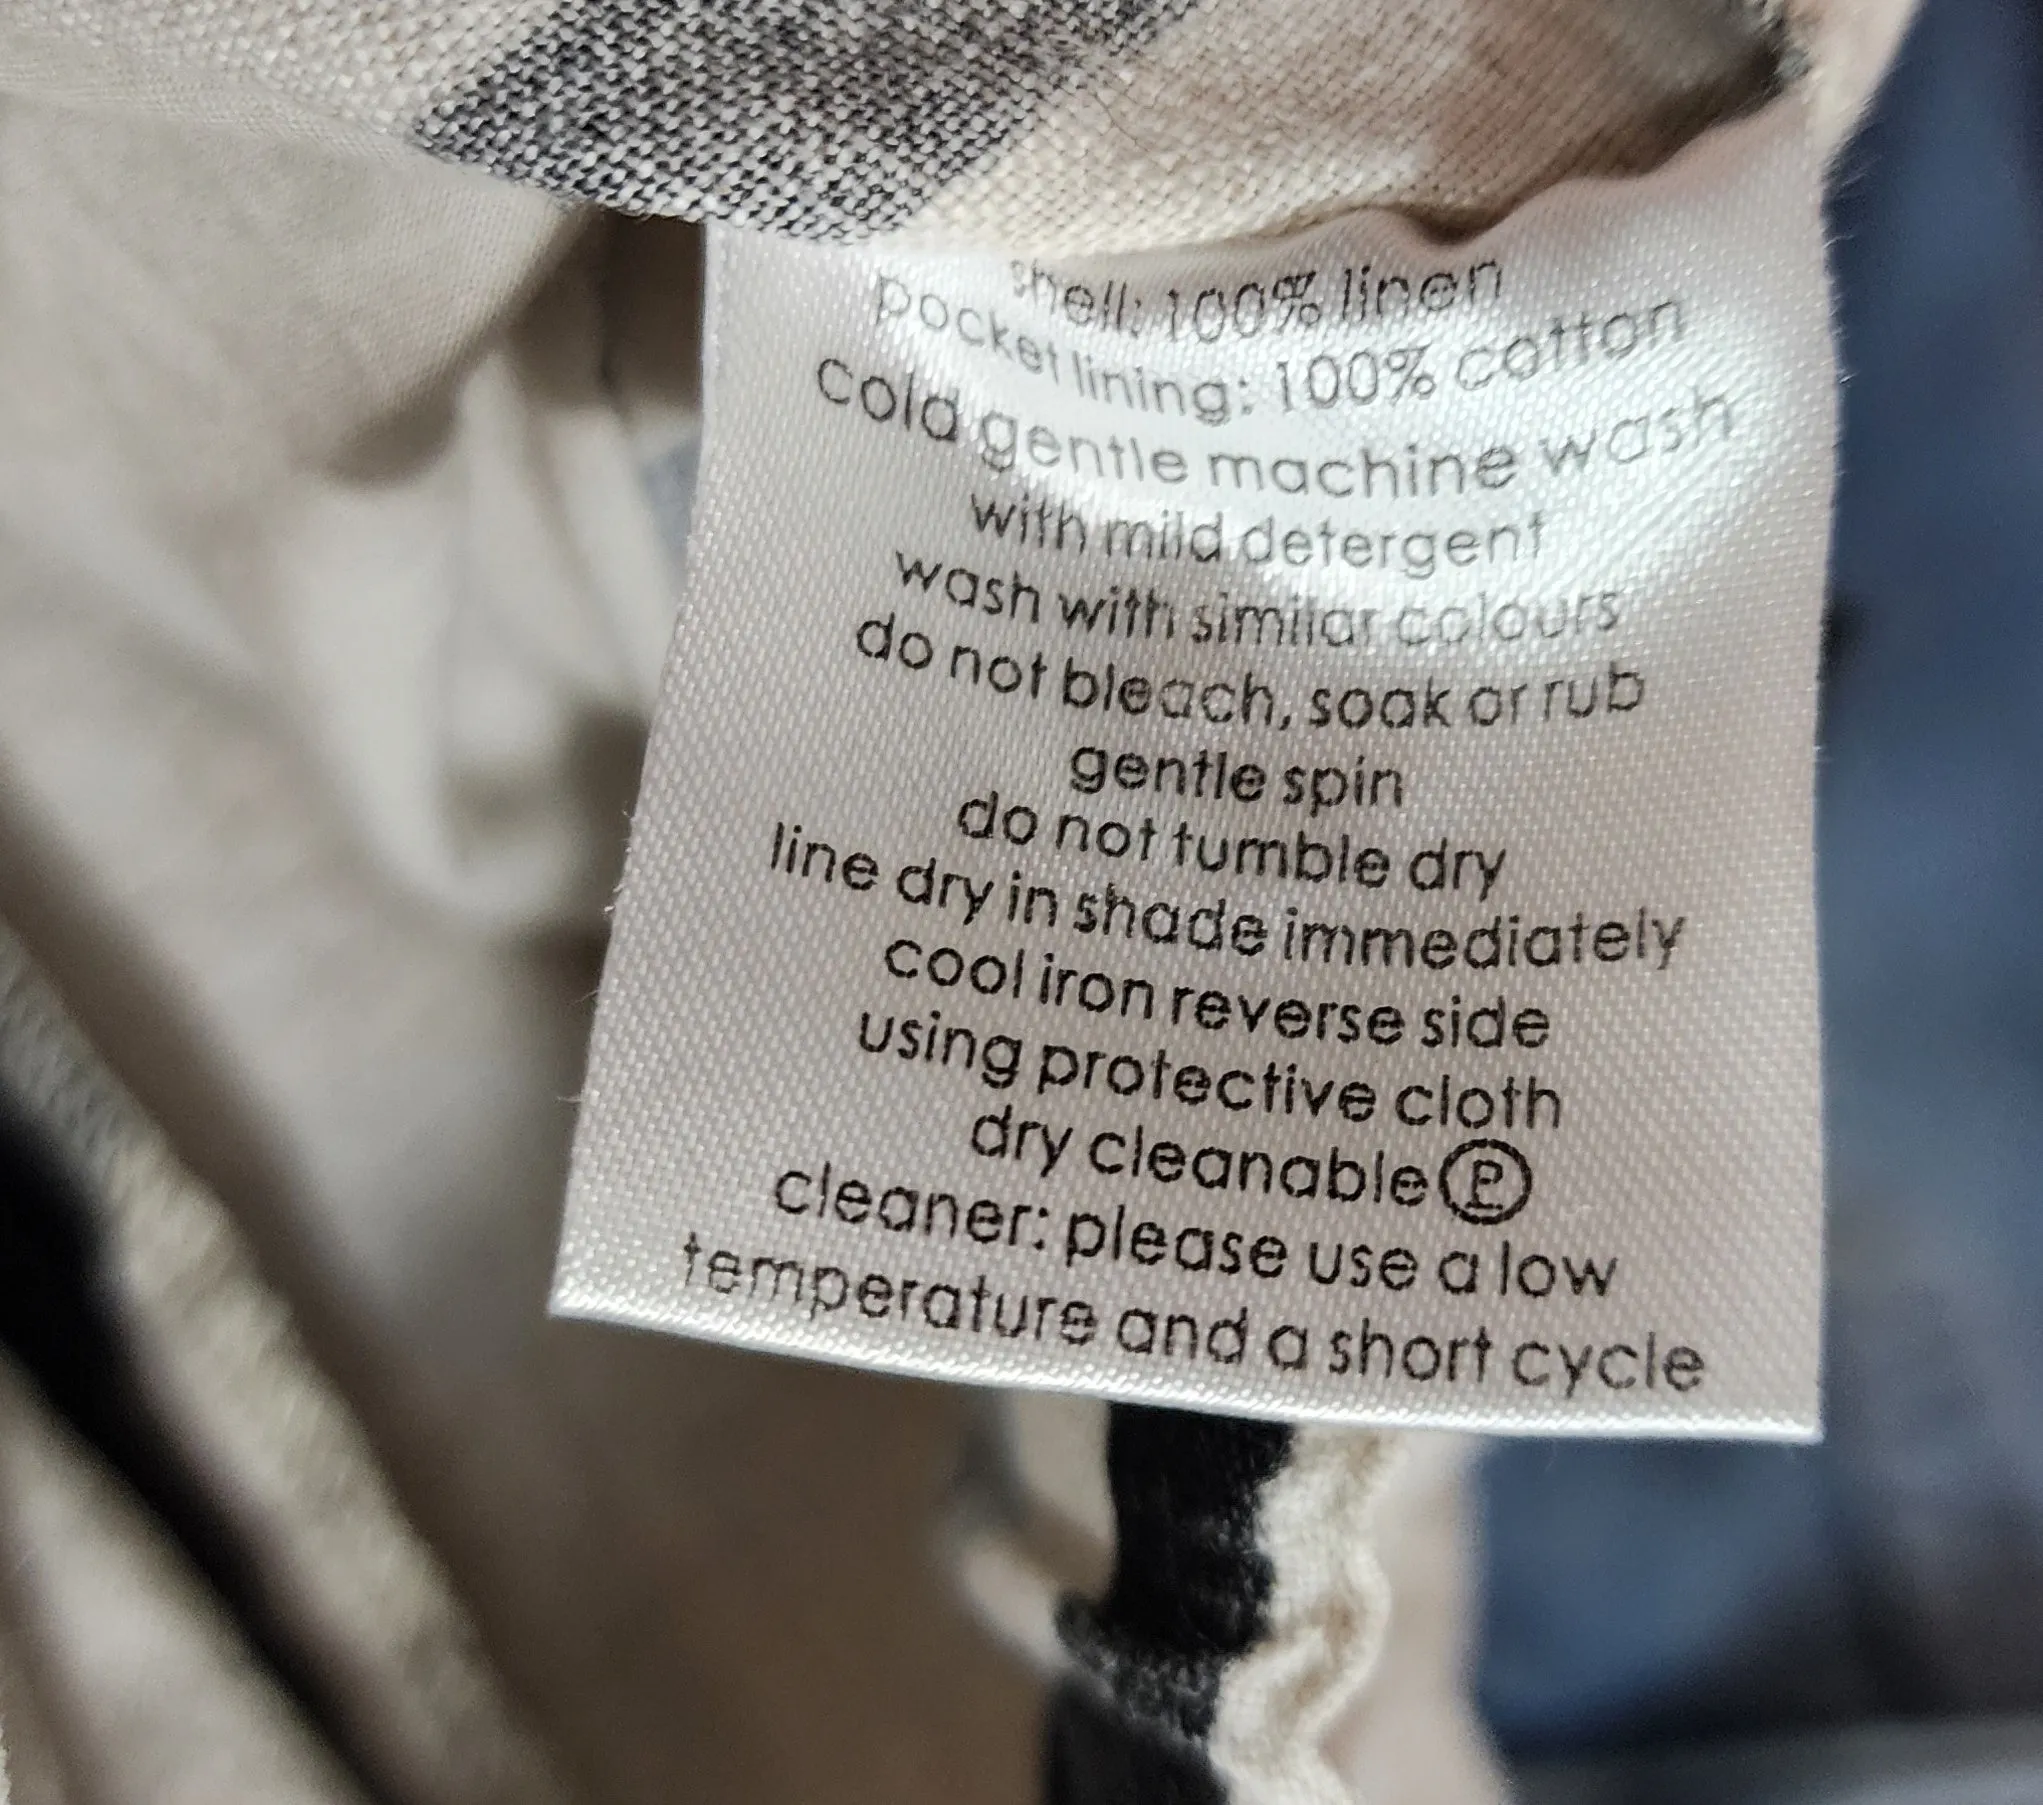 shell: 100% linen
pocket lining: 100% cotton
cold gentle machine wash
with mild detergent
wash with similar colours
do not bleach, soak or rub
gentle spin
do not tumble dry
line dry in shade immediately
cool iron reverse side
using protective cloth
dry cleanable Ⓟ
cleaner: please use a low
temperature and a short cycle